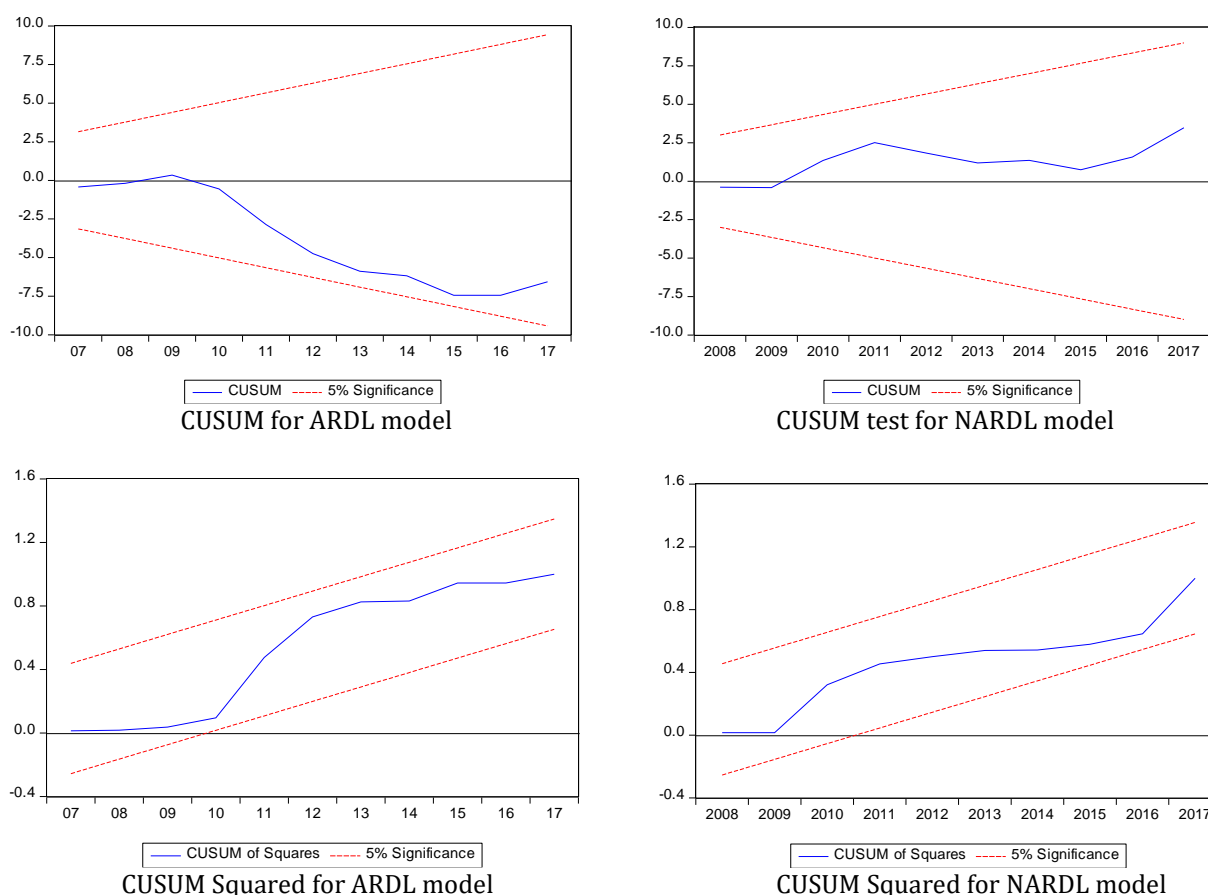 10.0
7.5
5.0
2.5
0.0
-2.5
-5.0
-7.5
-10.0
07 08 09 10 11 12 13 14 15 16 17
CUSUM 5% Significance
CUSUM for ARDL model
10.0
7.5
5.0
2.5
0.0
-2.5
-5.0
-7.5
-10.0
2008 2009 2010 2011 2012 2013 2014 2015 2016 2017
CUSUM 5% Significance
CUSUM test for NARDL model
1.6
1.2
0.8
0.4
0.0
-0.4
07 08 09 10 11 12 13 14 15 16 17
CUSUM of Squares 5% Significance
CUSUM Squared for ARDL model
1.6
1.2
0.8
0.4
0.0
-0.4
2008 2009 2010 2011 2012 2013 2014 2015 2016 2017
CUSUM of Squares 5% Significance
CUSUM Squared for NARDL model